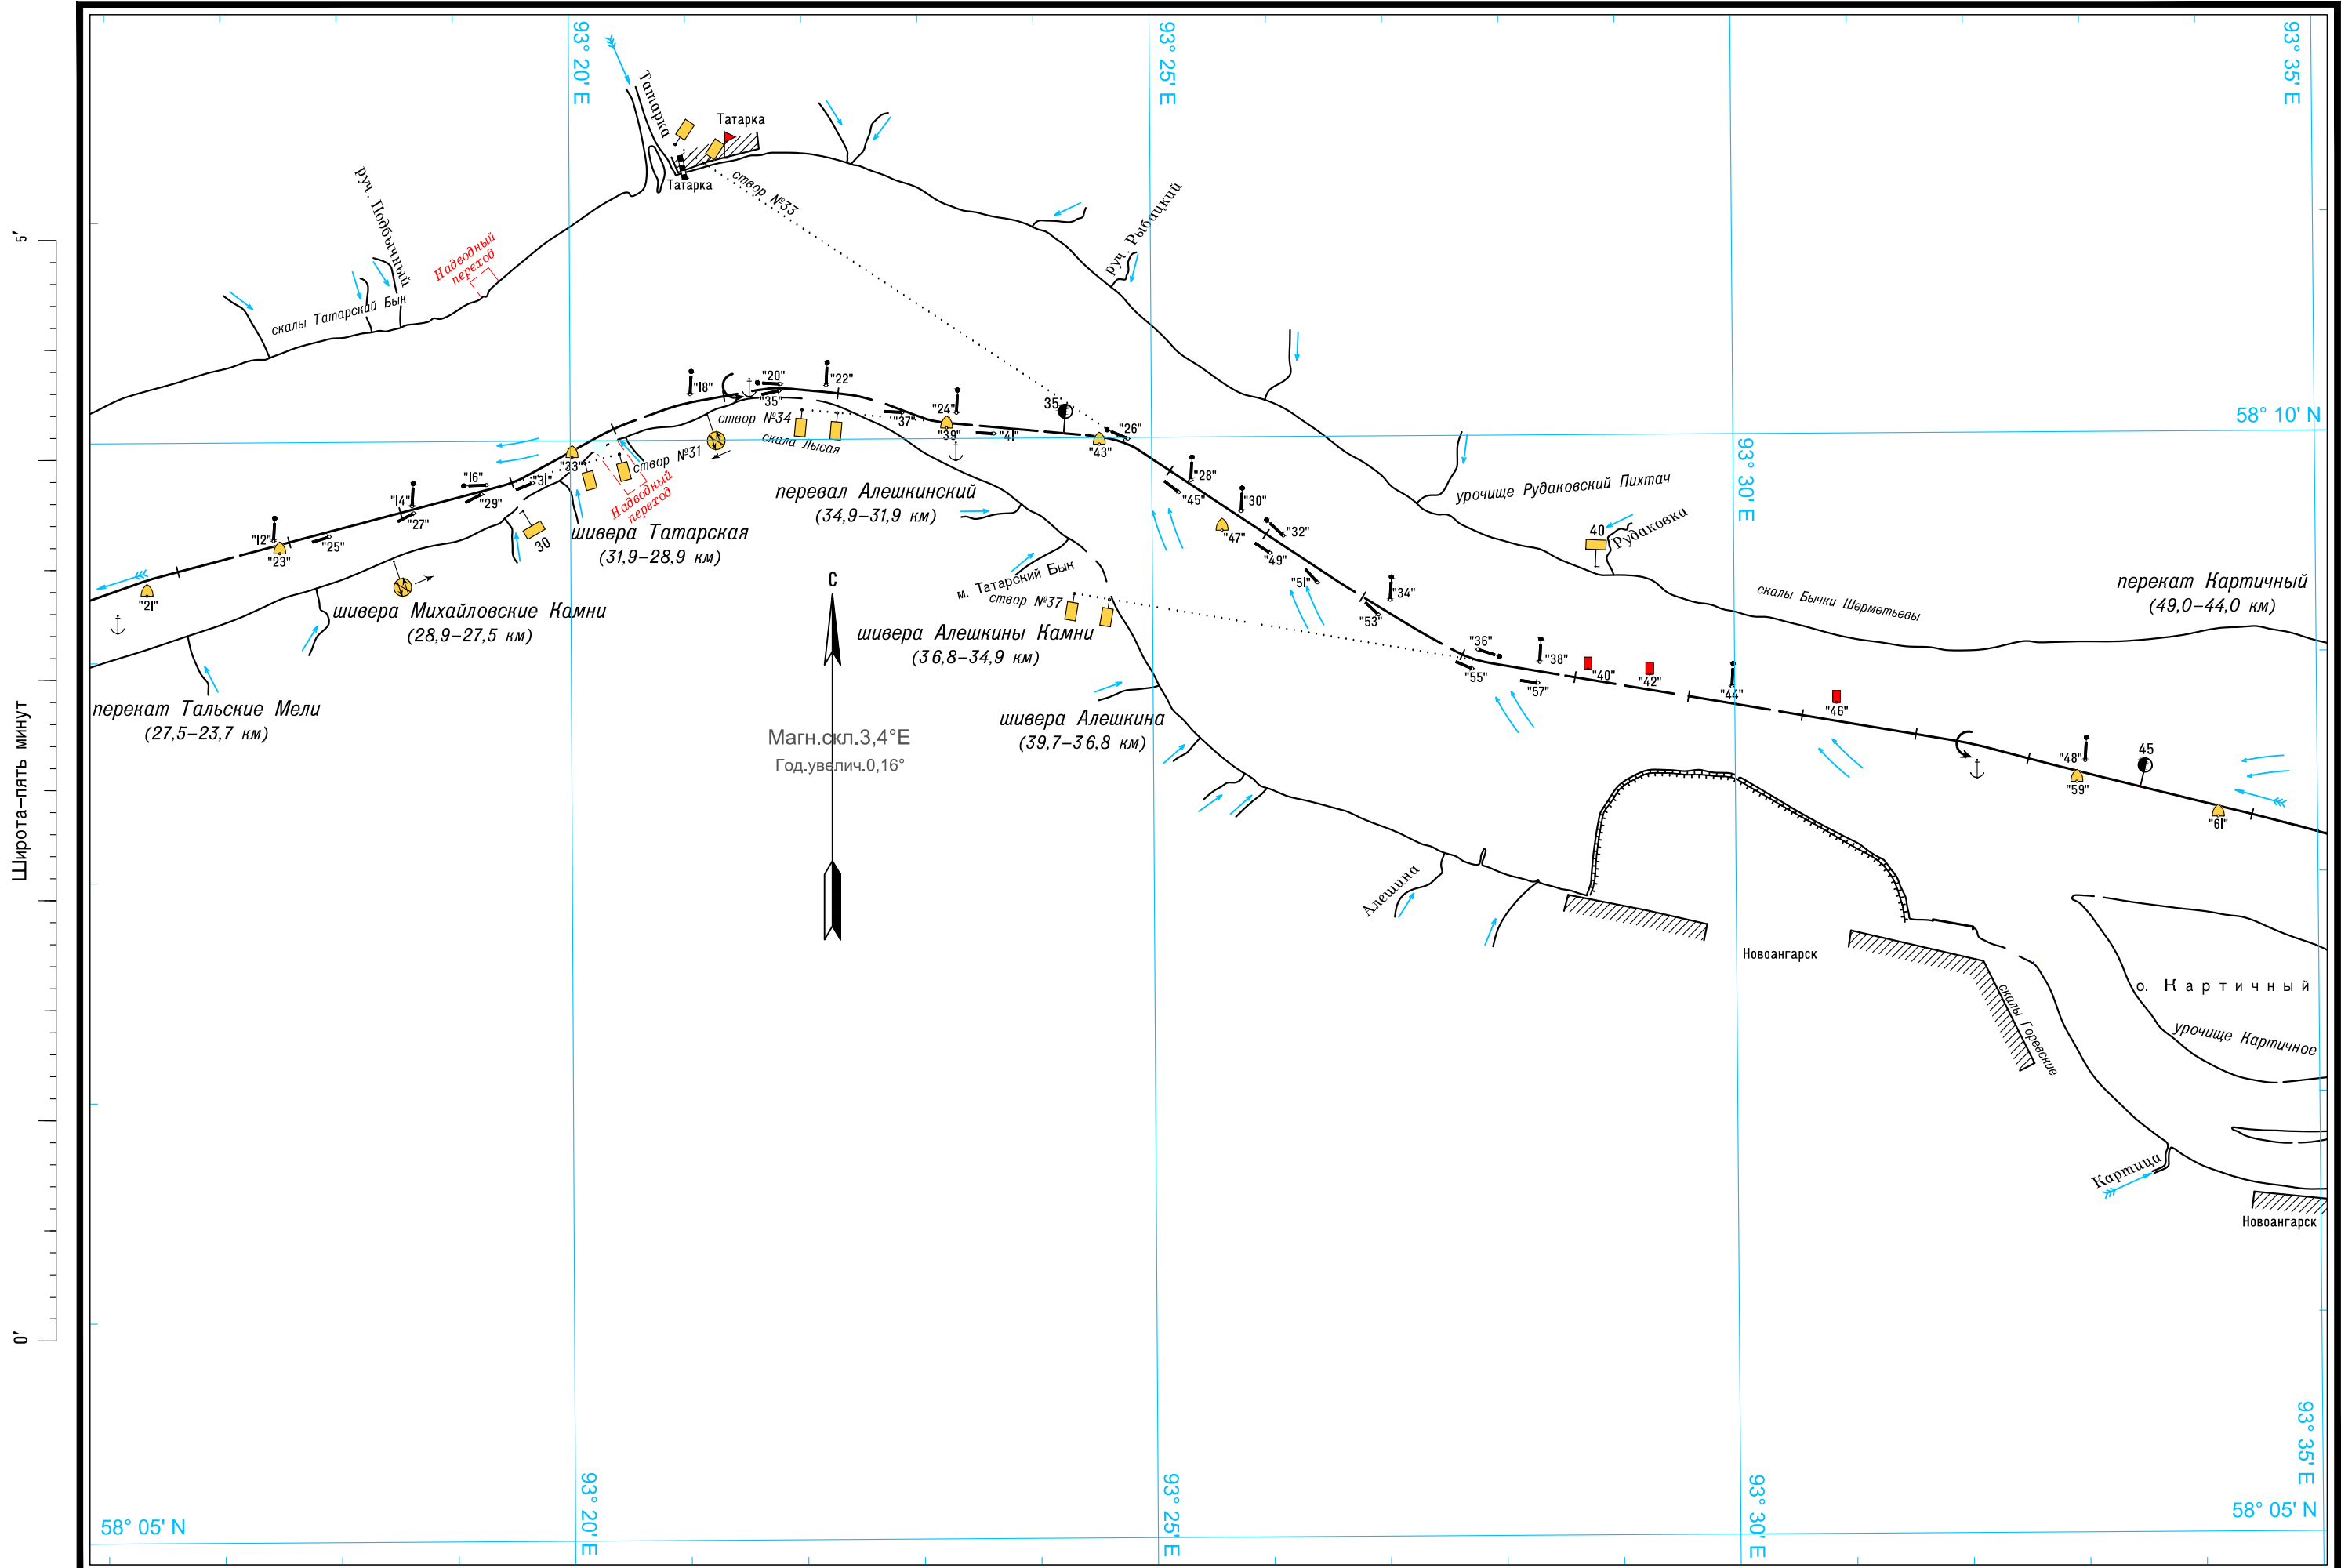 93° 20' E
93° 25' E
93° 35' E
Татарка
Татарка
Татарка
створ №33
руч. Подбычный
руч. Рыбацкий
5'
Надводный
переход
скалы Татарский Бык
"18"
"20"
"22"
"35"
"24"
35
58° 10' N
створ №34
"37"
"39"
"41"
"26"
"43"
скала Лысая
93° 30' E
"33"
створ №31
"16"
"31"
"28"
"14"
"29"
Надводный
переход
перевал Алешкинский
(34,9–31,9 км)
"45"
"30"
урочище Рудаковский Пихтач
"27"
"12"
"25"
"23"
30
шивера Татарская
(31,9–28,9 км)
"47"
"32"
"49"
40
Рудаковка
"51"
"34"
"53"
м. Татарский Бык
створ №37
скалы Бычки Шерметьевы
перекат Картичный
(49,0–44,0 км)
"21"
шивера Михайловские Камни
(28,9–27,5 км)
С
шивера Алешкины Камни
(36,8–34,9 км)
"36"
"38"
"55"
"57"
"40"
"42"
"44"
"46"
перекат Тальские Мели
(27,5–23,7 км)
шивера Алешкина
(39,7–36,8 км)
Магн.скл.3,4°E
Год.увелич.0,16°
"48"
45
"59"
"61"
Широта–пять минут
Алешина
Новоангарск
о. Картичный
скалы Горевские
урочище Картичное
Картица
Новоангарск
0'
93° 20' E
93° 25' E
93° 30' E
93° 35' E
58° 05' N
58° 05' N